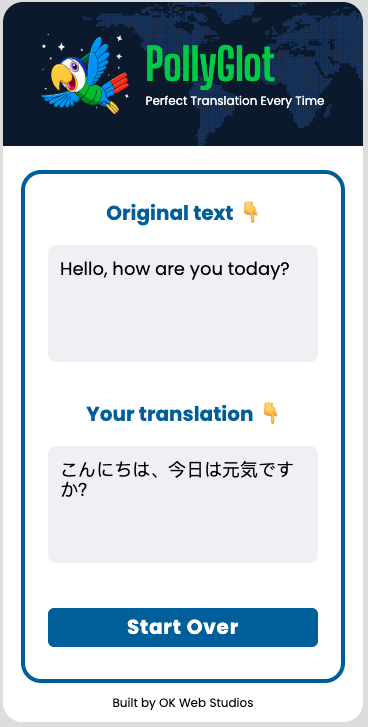 PollyGlot
Perfect Translation Every Time
Original text 👇
Hello, how are you today?
Your translation 👇
こんにちは、今日は元気です
か?
Start Over
Built by OK Web Studios